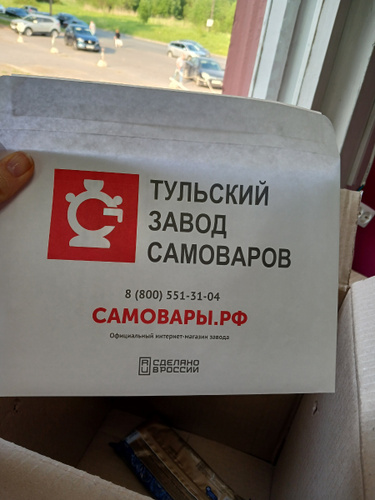 ТУЛЬСКИЙ
ЗАВОД
САМОВАРОВ
8 (800) 551-31-04
САМОВАРЫ.РФ
Официальный интернет-магазин завода
СДЕЛАНО
В РОССИИ